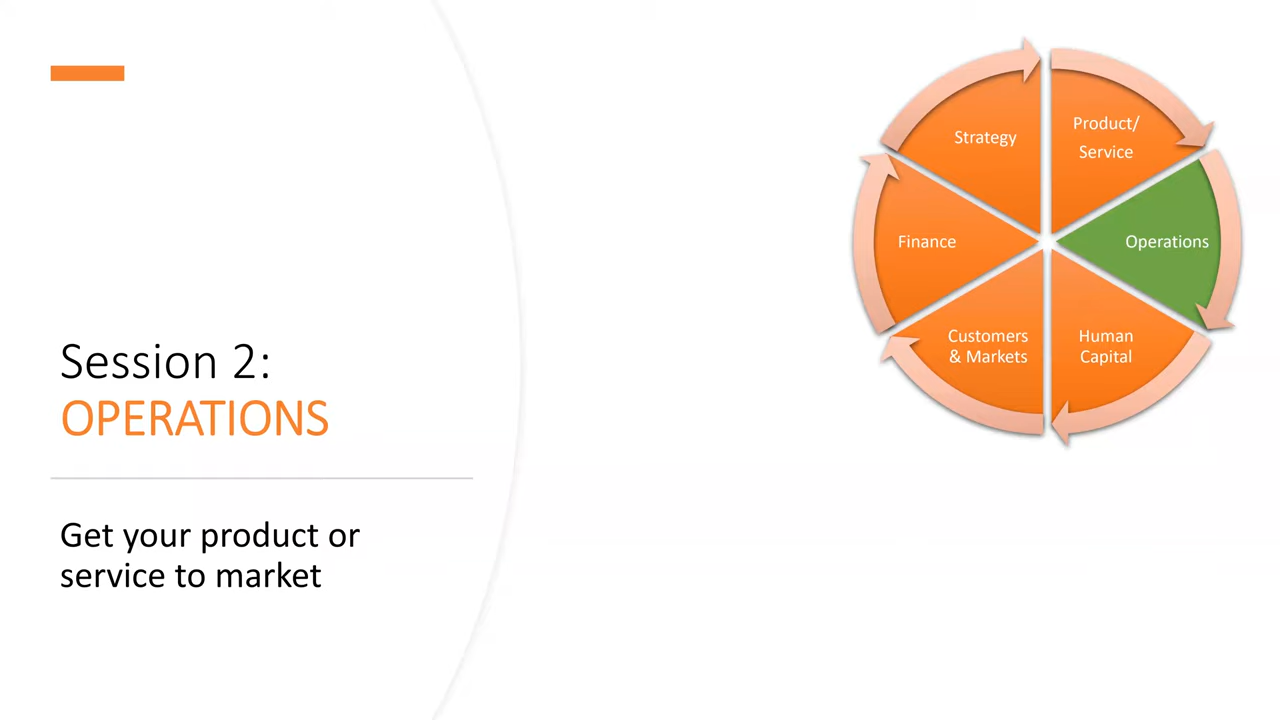 Session 2:
OPERATIONS
Get your product or
service to market
Strategy
Product/
Service
Finance
Operations
Customers
& Markets
Human
Capital